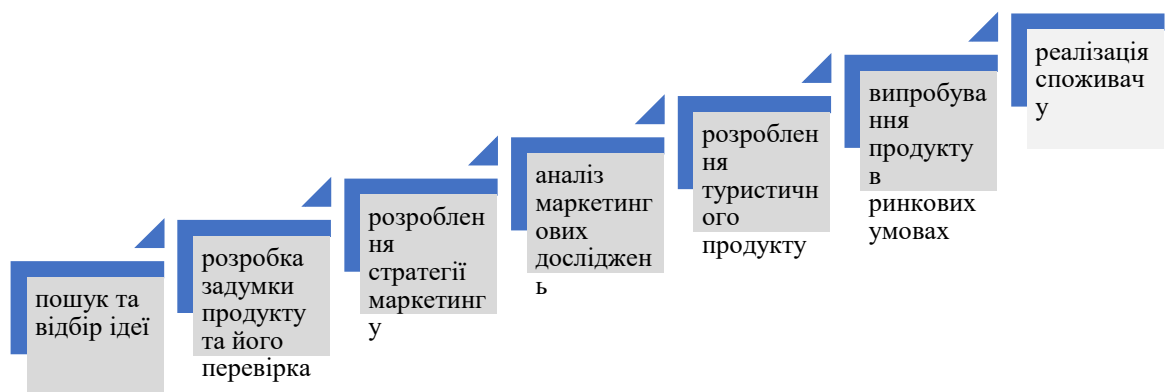 пошук та
відбір ідеї
розробка
задумки
продукту
та його
перевірка
розроблен
ня
стратегії
маркетинг
у
аналіз
маркетинг
ових
дослiджен
ь
розроблен
ня
туристичн
ого
продукту
випробува
ння
продукту
в
ринкових
умовах
реалізація
споживач
у